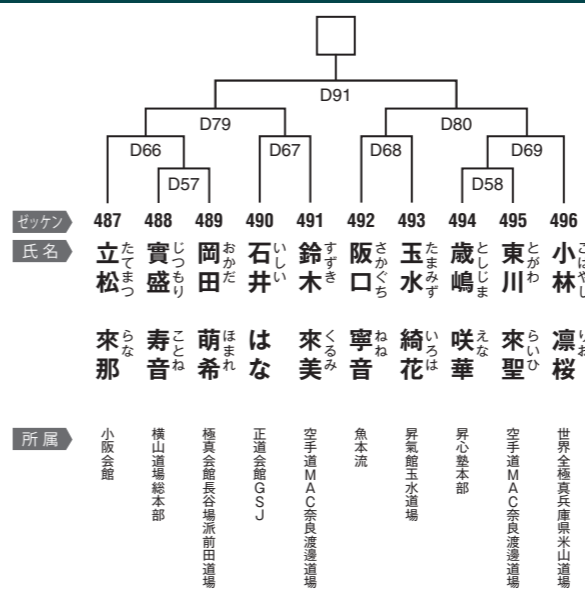 D91
D79
D80
D66
D67
D68
D69
D57
D58
ゼッケン
487
488
489
490
491
492
493
494
495
496
氏名
立松 來那
たてまつ らな
實盛 寿音
じつもり ことね
岡田 萌希
おかだ ほまれ
石井 はな
いしい
鈴木 來美
すずき くるみ
阪口 寧音
さかぐち ねね
玉水 綺花
たまみず いろは
歳嶋 咲華
としじま えな
東川 來聖
とがわ らいひ
小林 凛桜
こばやし りお
所属
小阪会館
横山道場総本部
極真会館長谷場派前田道場
正道会館GSJ
空手道MAC奈良渡邊道場
魚本流
昇氣館玉水道場
昇心塾本部
空手道MAC奈良渡邊道場
世界全極真兵庫県米山道場